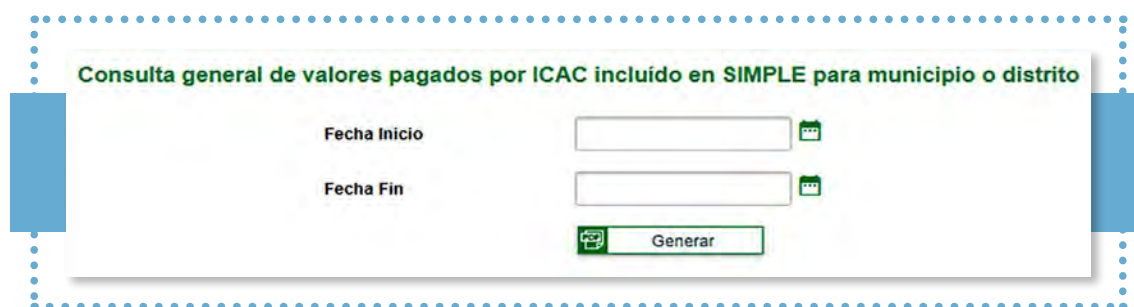 Consulta general de valores pagados por ICAC incluído en SIMPLE para municipio o distrito
Fecha Inicio
Fecha Fin
Generar